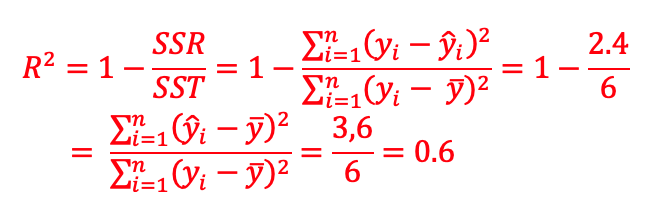 R² = 1 − SSR/SST = 1 − ∑ⁿᵢ₌₁(yᵢ − ŷᵢ)²/∑ⁿᵢ₌₁(yᵢ − ȳ)² = 1 − 2.4/6
= ∑ⁿᵢ₌₁(ŷᵢ − ȳ)²/∑ⁿᵢ₌₁(yᵢ − ȳ)² = 3,6/6 = 0.6